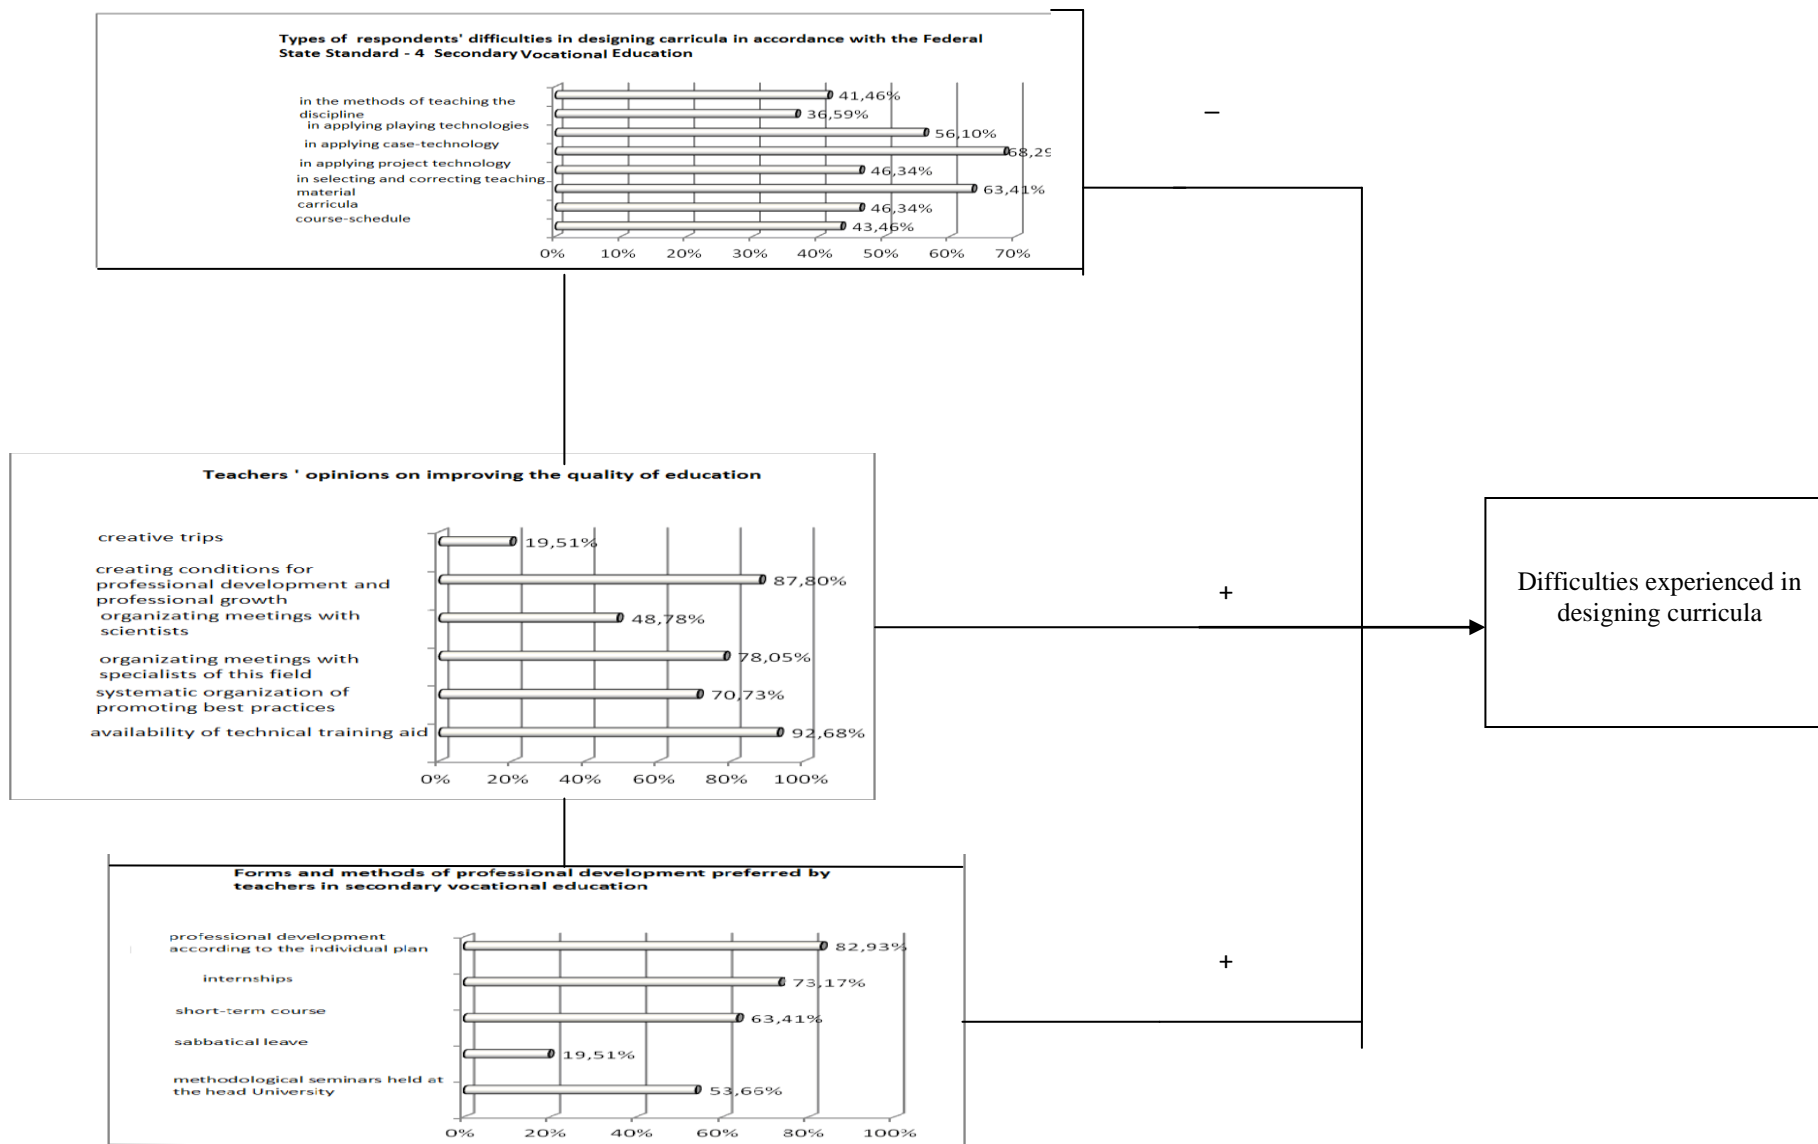 Types of respondents' difficulties in designing carricula in accordance with the Federal
State Standard - 4 Secondary Vocational Education
in the methods of teaching the
discipline
in applying playing technologies
in applying case-technology
in applying project technology
in selecting and correcting teaching
material
carricula
course-schedule
41,46%
36,59%
56,10%
68,29
46,34%
63,41%
46,34%
43,46%
0% 10% 20% 30% 40% 50% 60% 70%
–
Teachers ' opinions on improving the quality of education
creative trips
19,51%
creating conditions for
professional development and
professional growth
87,80%
organizating meetings with
scientists
48,78%
organizating meetings with
specialists of this field
78,05%
systematic organization of
promoting best practices
70,73%
availability of technical training aid
92,68%
0% 20% 40% 60% 80% 100%
+
Difficulties experienced in
designing curricula
Forms and methods of professional development preferred by
teachers in secondary vocational education
professional development
according to the individual plan
82,93%
internships
73,17%
short-term course
63,41%
sabbatical leave
19,51%
methodological seminars held at
the head University
53,66%
0% 20% 40% 60% 80% 100%
+